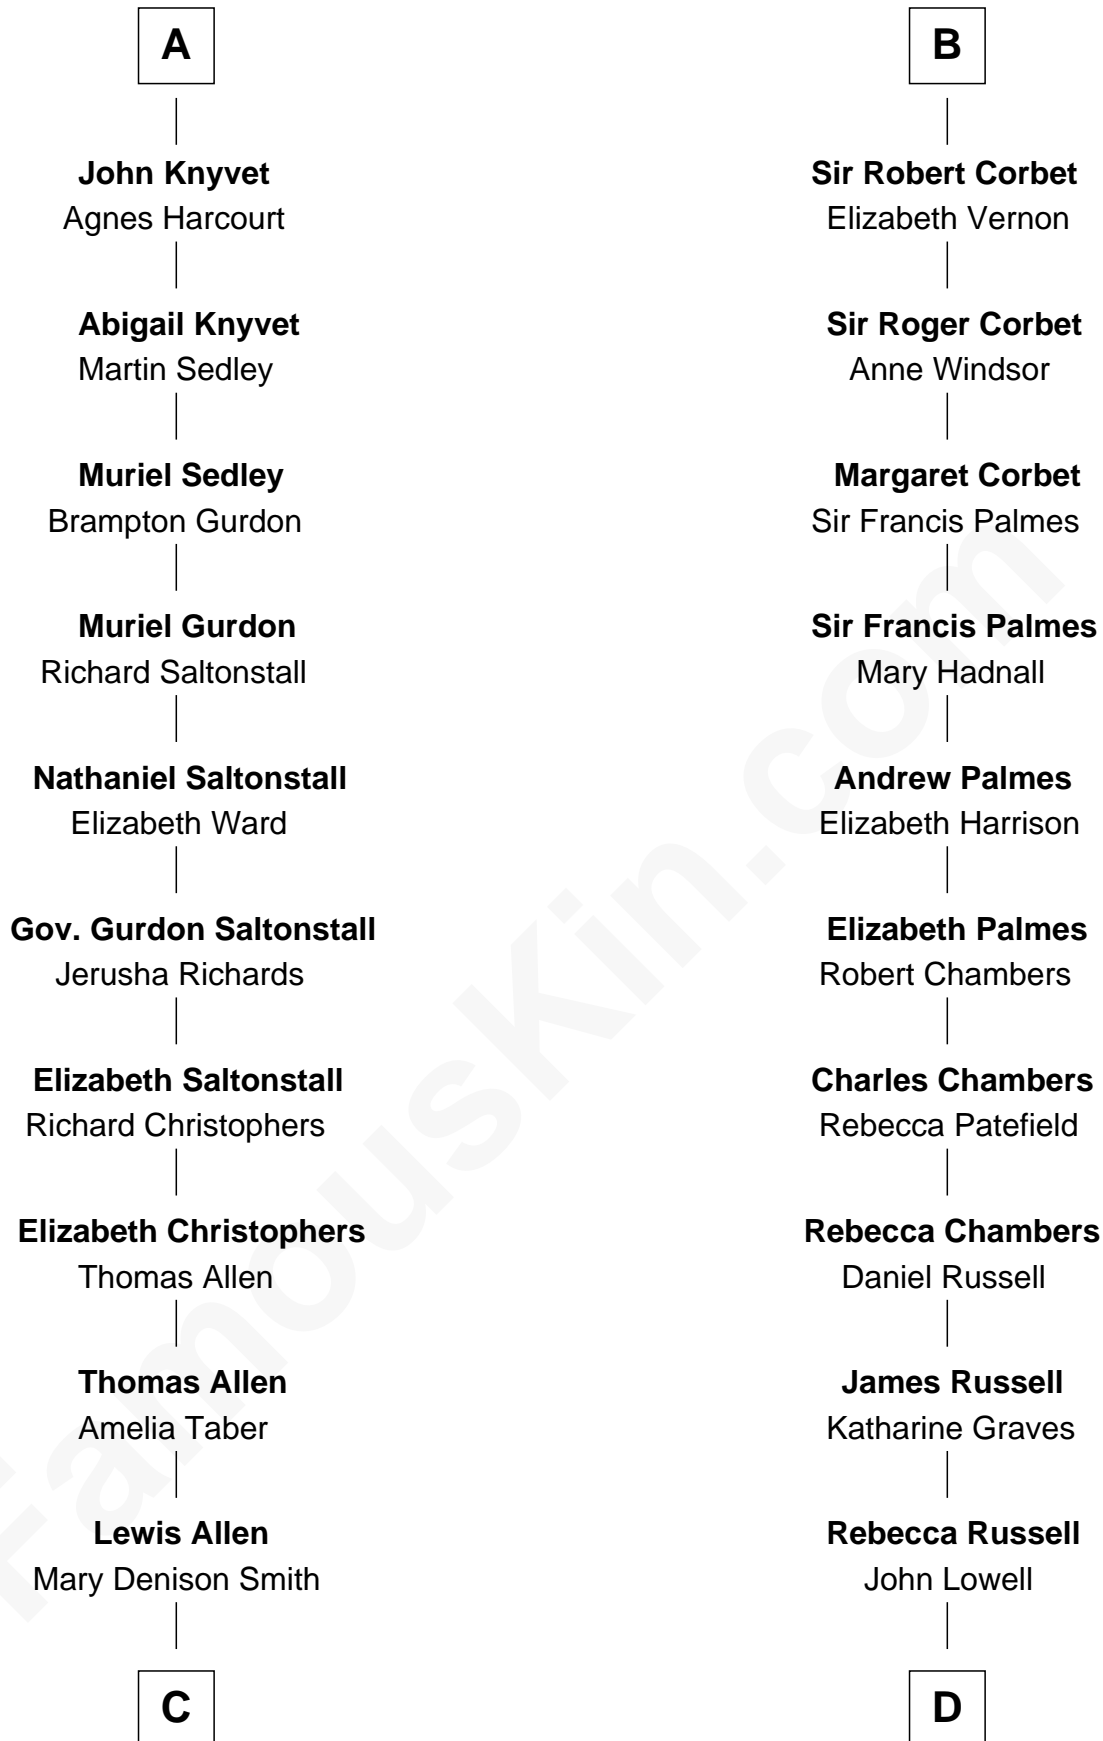 A
John Knyvet
Agnes Harcourt
Abigail Knyvet
Martin Sedley
Muriel Sedley
Brampton Gurdon
Muriel Gurdon
Richard Saltonstall
Nathaniel Saltonstall
Elizabeth Ward
Gov. Gurdon Saltonstall
Jerusha Richards
Elizabeth Saltonstall
Richard Christophers
Elizabeth Christophers
Thomas Allen
Thomas Allen
Amelia Taber
Lewis Allen
Mary Denison Smith
C
B
Sir Robert Corbet
Elizabeth Vernon
Sir Roger Corbet
Anne Windsor
Margaret Corbet
Sir Francis Palmes
Sir Francis Palmes
Mary Hadnall
Andrew Palmes
Elizabeth Harrison
Elizabeth Palmes
Robert Chambers
Charles Chambers
Rebecca Patefield
Rebecca Chambers
Daniel Russell
James Russell
Katharine Graves
Rebecca Russell
John Lowell
D
FamousKin.com